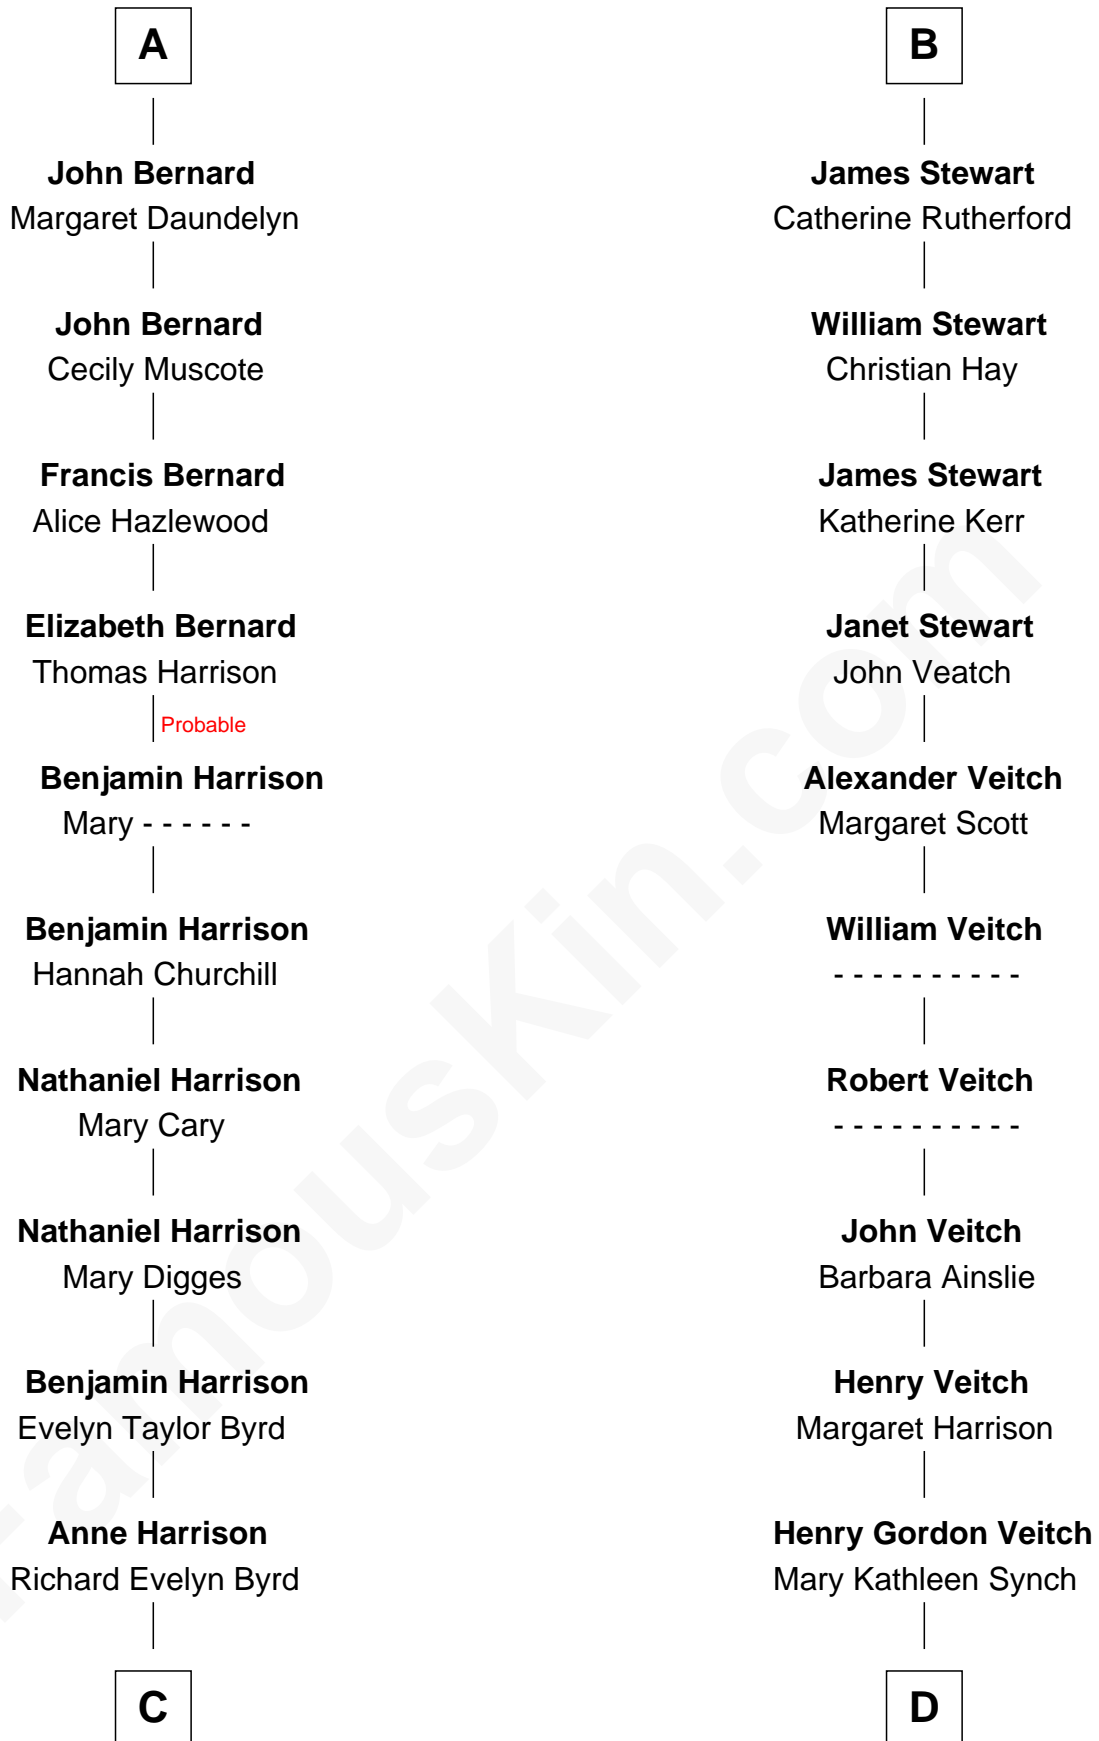 A
John Bernard
Margaret Daundelyn
John Bernard
Cecily Muscote
Francis Bernard
Alice Hazlewood
Elizabeth Bernard
Thomas Harrison
Probable
Benjamin Harrison
Mary - - - - - -
Benjamin Harrison
Hannah Churchill
Nathaniel Harrison
Mary Cary
Nathaniel Harrison
Mary Digges
Benjamin Harrison
Evelyn Taylor Byrd
Anne Harrison
Richard Evelyn Byrd
C
B
James Stewart
Catherine Rutherford
William Stewart
Christian Hay
James Stewart
Katherine Kerr
Janet Stewart
John Veatch
Alexander Veitch
Margaret Scott
William Veitch
- - - - - - - - - -
Robert Veitch
- - - - - - - - - -
John Veitch
Barbara Ainslie
Henry Veitch
Margaret Harrison
Henry Gordon Veitch
Mary Kathleen Synch
D
FamousKin.com